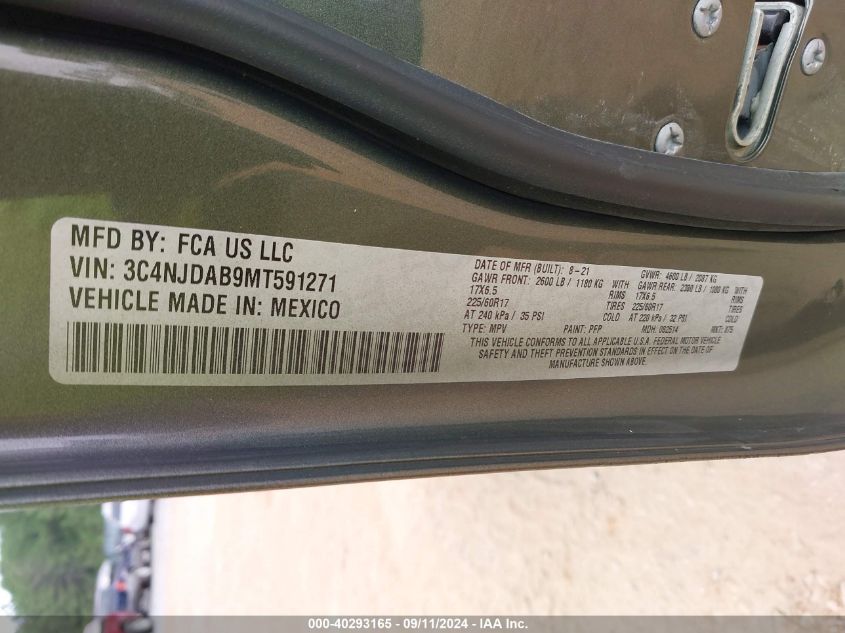 MFD BY: FCA US LLC
VIN: 3C4NJDAB9MT591271
VEHICLE MADE IN: MEXICO
DATE OF MFR (BUILT): 8-21 GVWR: 4600 LB / 2087 KG
GAWR FRONT: 2600 LB / 1180 KG WITH GAWR REAR: 2380 LB / 1080 KG WITH
17X6.5 RIMS 17X6.5 RIMS
225/60R17 TIRES 225/60R17 TIRES
AT 240 kPa / 35 PSI COLD AT 220 kPa / 32 PSI COLD
TYPE: MPV PAINT: PFP MDH: 082514 MKT: 875
THIS VEHICLE CONFORMS TO ALL APPLICABLE U.S.A. FEDERAL MOTOR VEHICLE
SAFETY AND THEFT PREVENTION STANDARDS IN EFFECT ON THE DATE OF
MANUFACTURE SHOWN ABOVE.
000-40293165 - 09/11/2024 - IAA Inc.